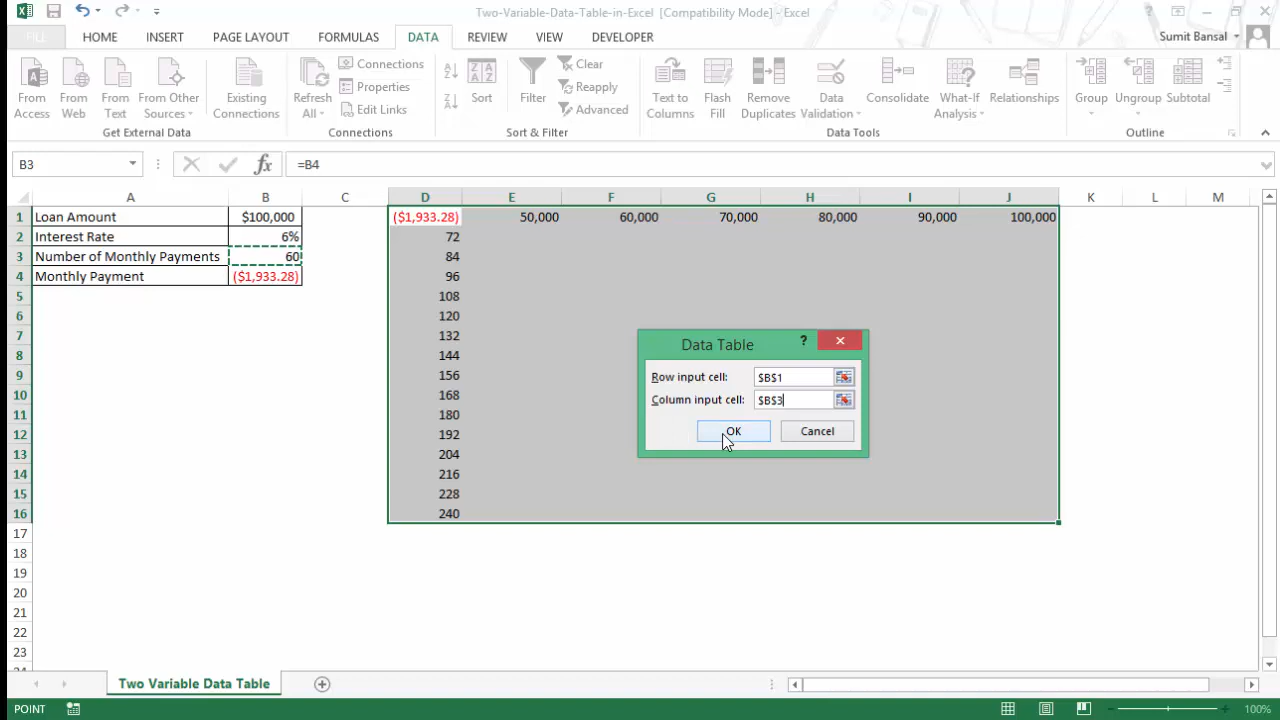 Two-Variable-Data-Table-in-Excel [Compatibility Mode] - Excel
FILE HOME INSERT PAGE LAYOUT FORMULAS DATA REVIEW VIEW DEVELOPER Sumit Bansal
From Access
From Web
From Text
From Other Sources
Existing Connections
Get External Data
Refresh All
Connections
Properties
Edit Links
Connections
Sort
Filter
Clear
Reapply
Advanced
Sort & Filter
Text to Columns
Flash Fill
Remove Duplicates
Data Validation
Consolidate
What-If Analysis
Relationships
Data Tools
Group
Ungroup
Subtotal
Outline
B3 fx =B4
A B C D E F G H I J K L M
1 Loan Amount $100,000 ($1,933.28) 50,000 60,000 70,000 80,000 90,000 100,000
2 Interest Rate 6% 72
3 Number of Monthly Payments 60 84
4 Monthly Payment ($1,933.28) 96
5 108
6 120
7 132
8 144
9 156
10 168
11 180
12 192
13 204
14 216
15 228
16 240
17
18
19
20
21
22
23
24
Data Table ?
Row input cell: $B$1
Column input cell: $B$3
OK Cancel
Two Variable Data Table
POINT 100%